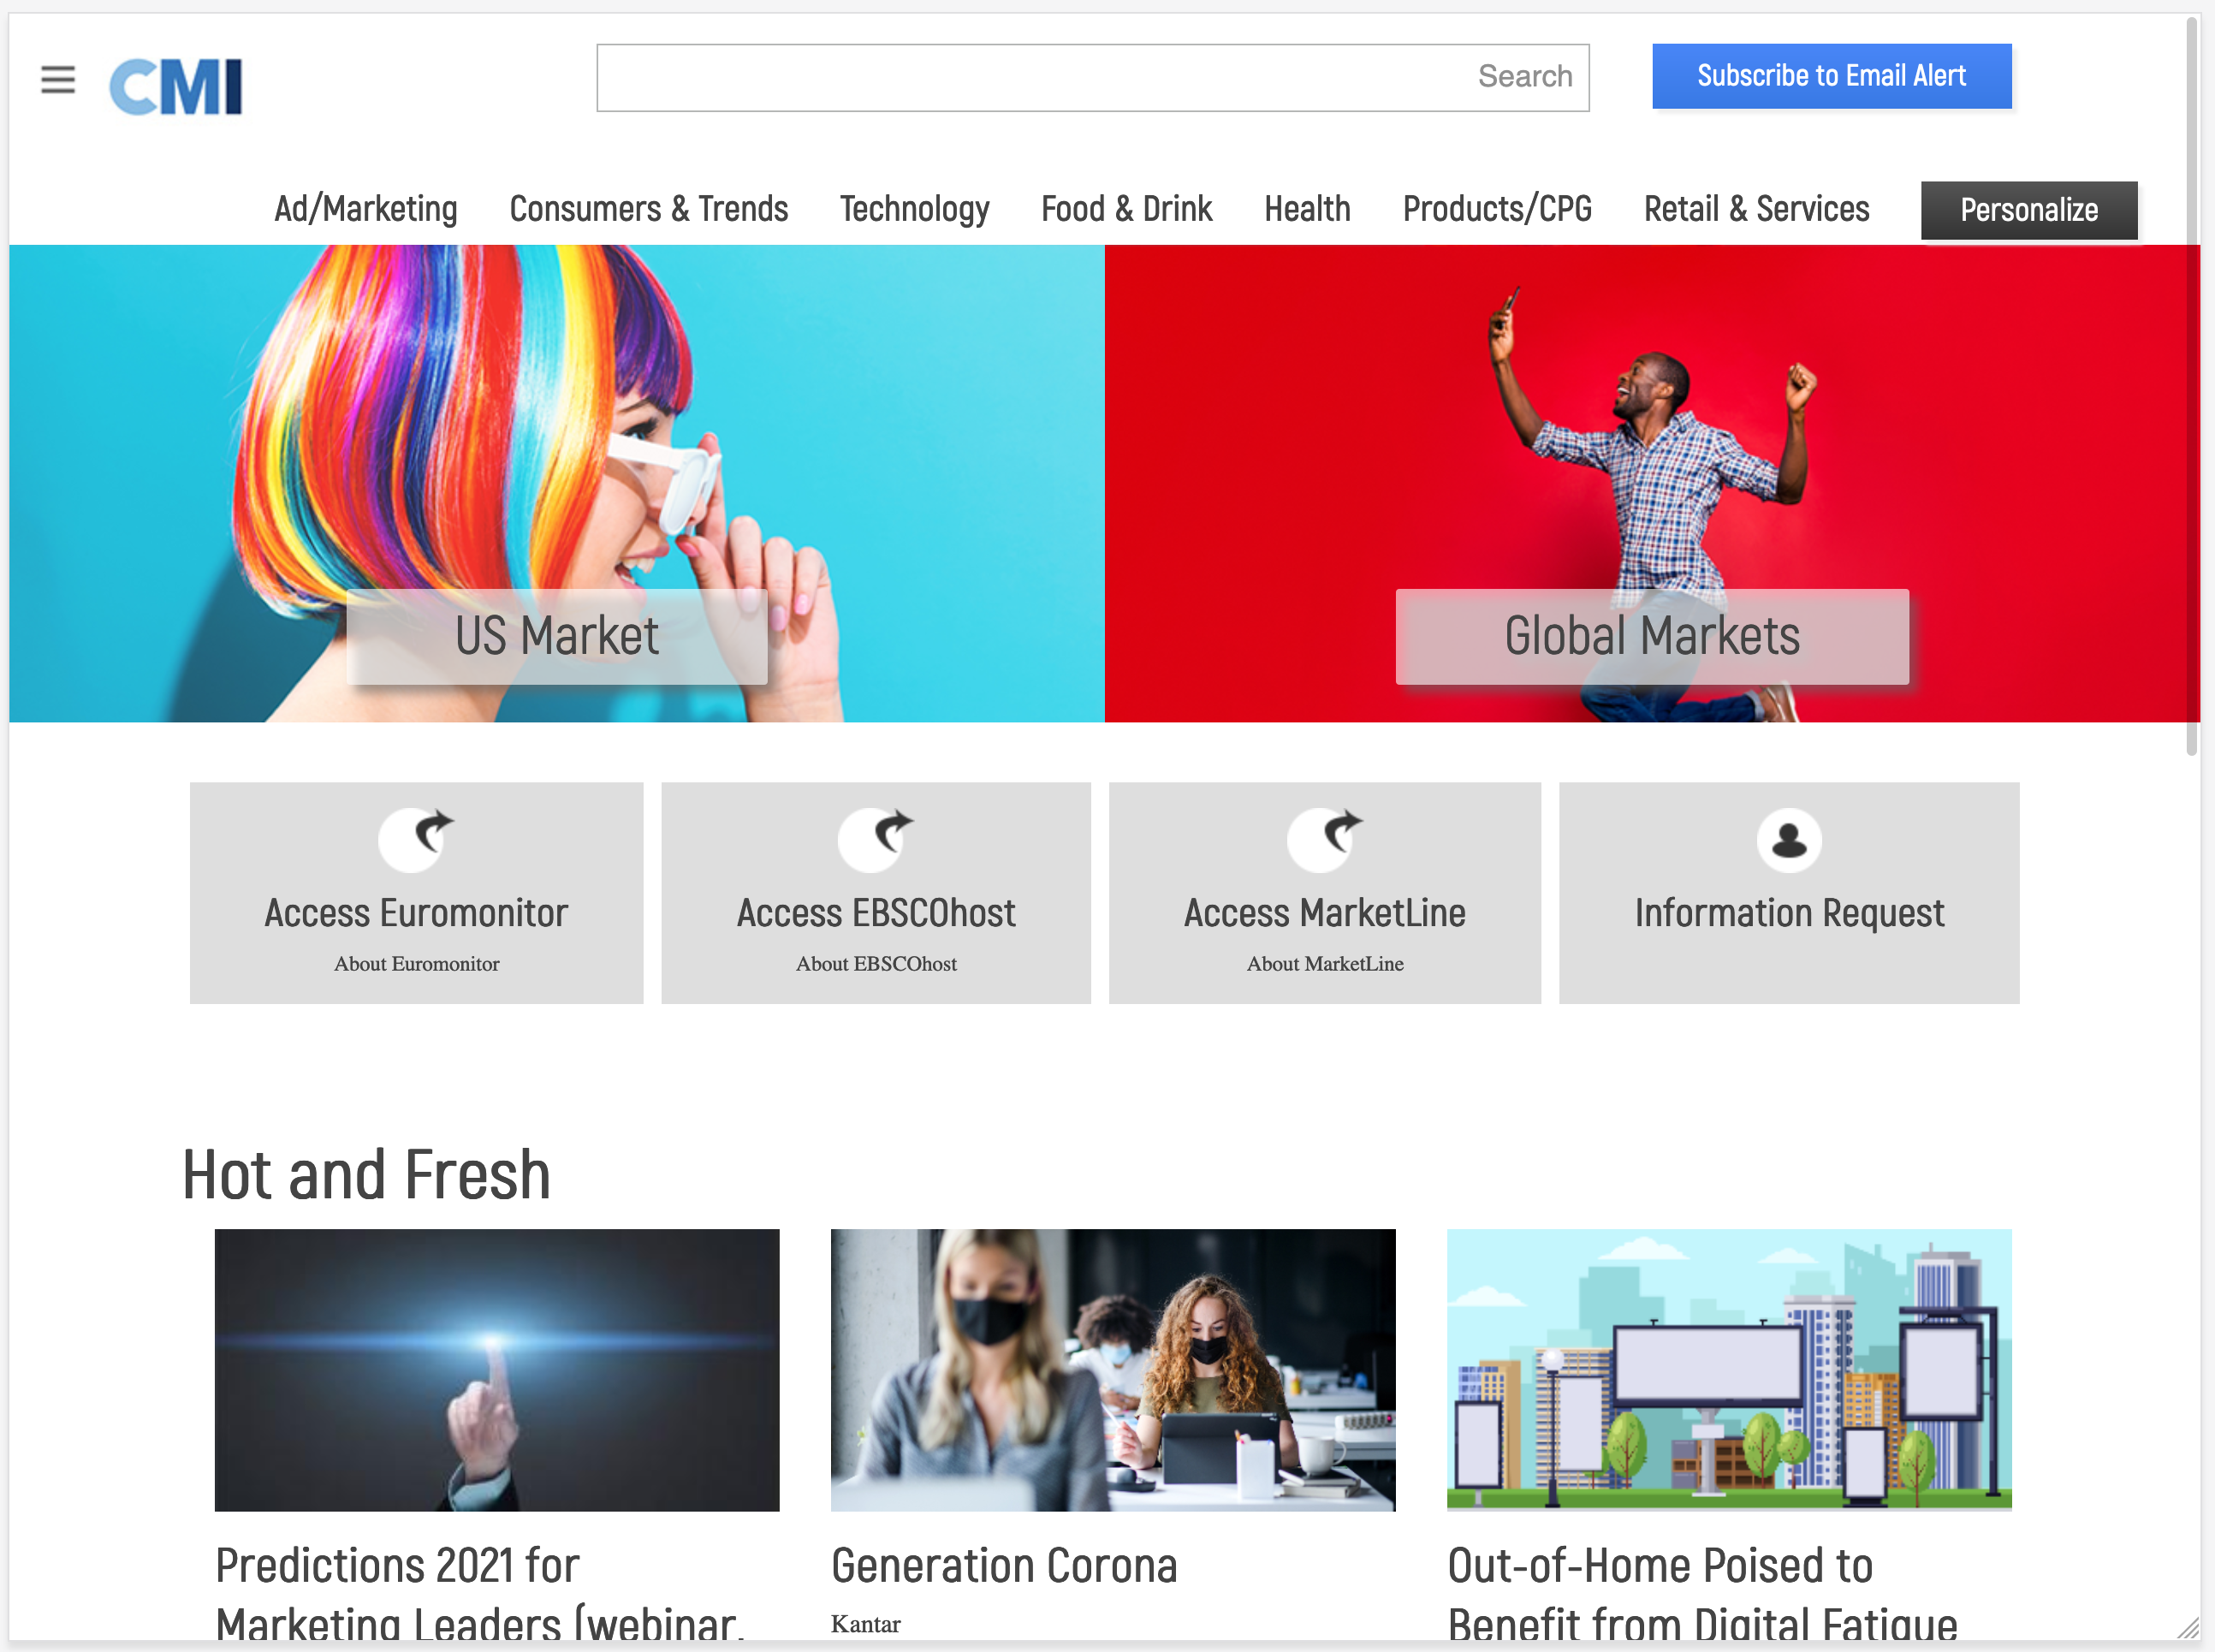 CMI
Search
Subscribe to Email Alert
Ad/Marketing
Consumers & Trends
Technology
Food & Drink
Health
Products/CPG
Retail & Services
Personalize
US Market
Global Markets
Access Euromonitor
About Euromonitor
Access EBSCOhost
About EBSCOhost
Access MarketLine
About MarketLine
Information Request
Hot and Fresh
Predictions 2021 for
Marketing Leaders (webinar,
Generation Corona
Kantar
Out-of-Home Poised to
Benefit from Digital Fatigue